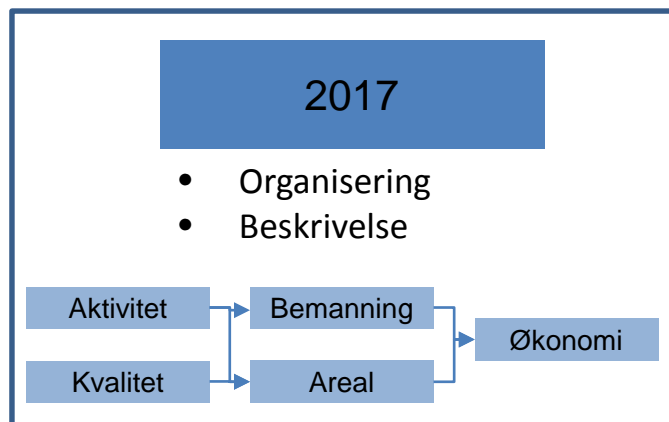 2017
• Organisering
• Beskrivelse
Aktivitet
Bemanning
Økonomi
Kvalitet
Areal